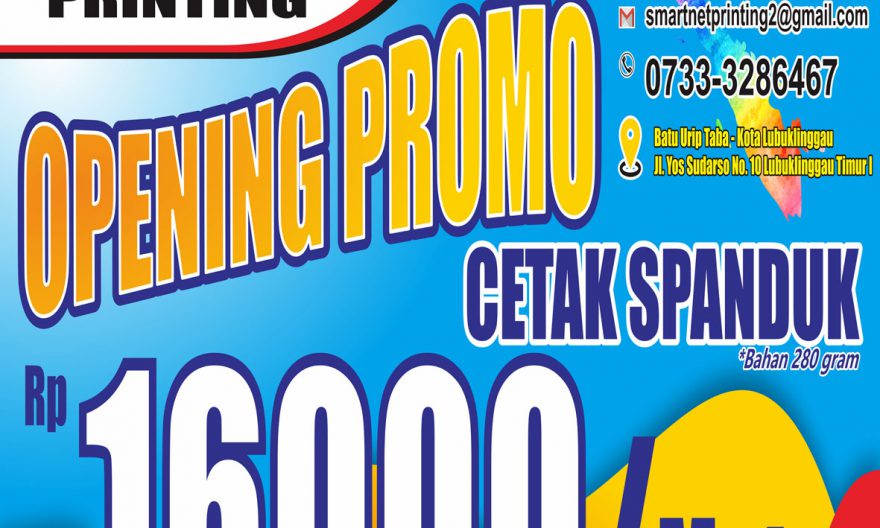 PRINTING
smartnetprinting2@gmail.com
0733-3286467
Batu Urip Taba - Kota Lubuklinggau
Jl. Yos Sudarso No. 10 Lubuklinggau Timur I
OPENING PROMO
CETAK SPANDUK
*Bahan 280 gram
Rp 16000/